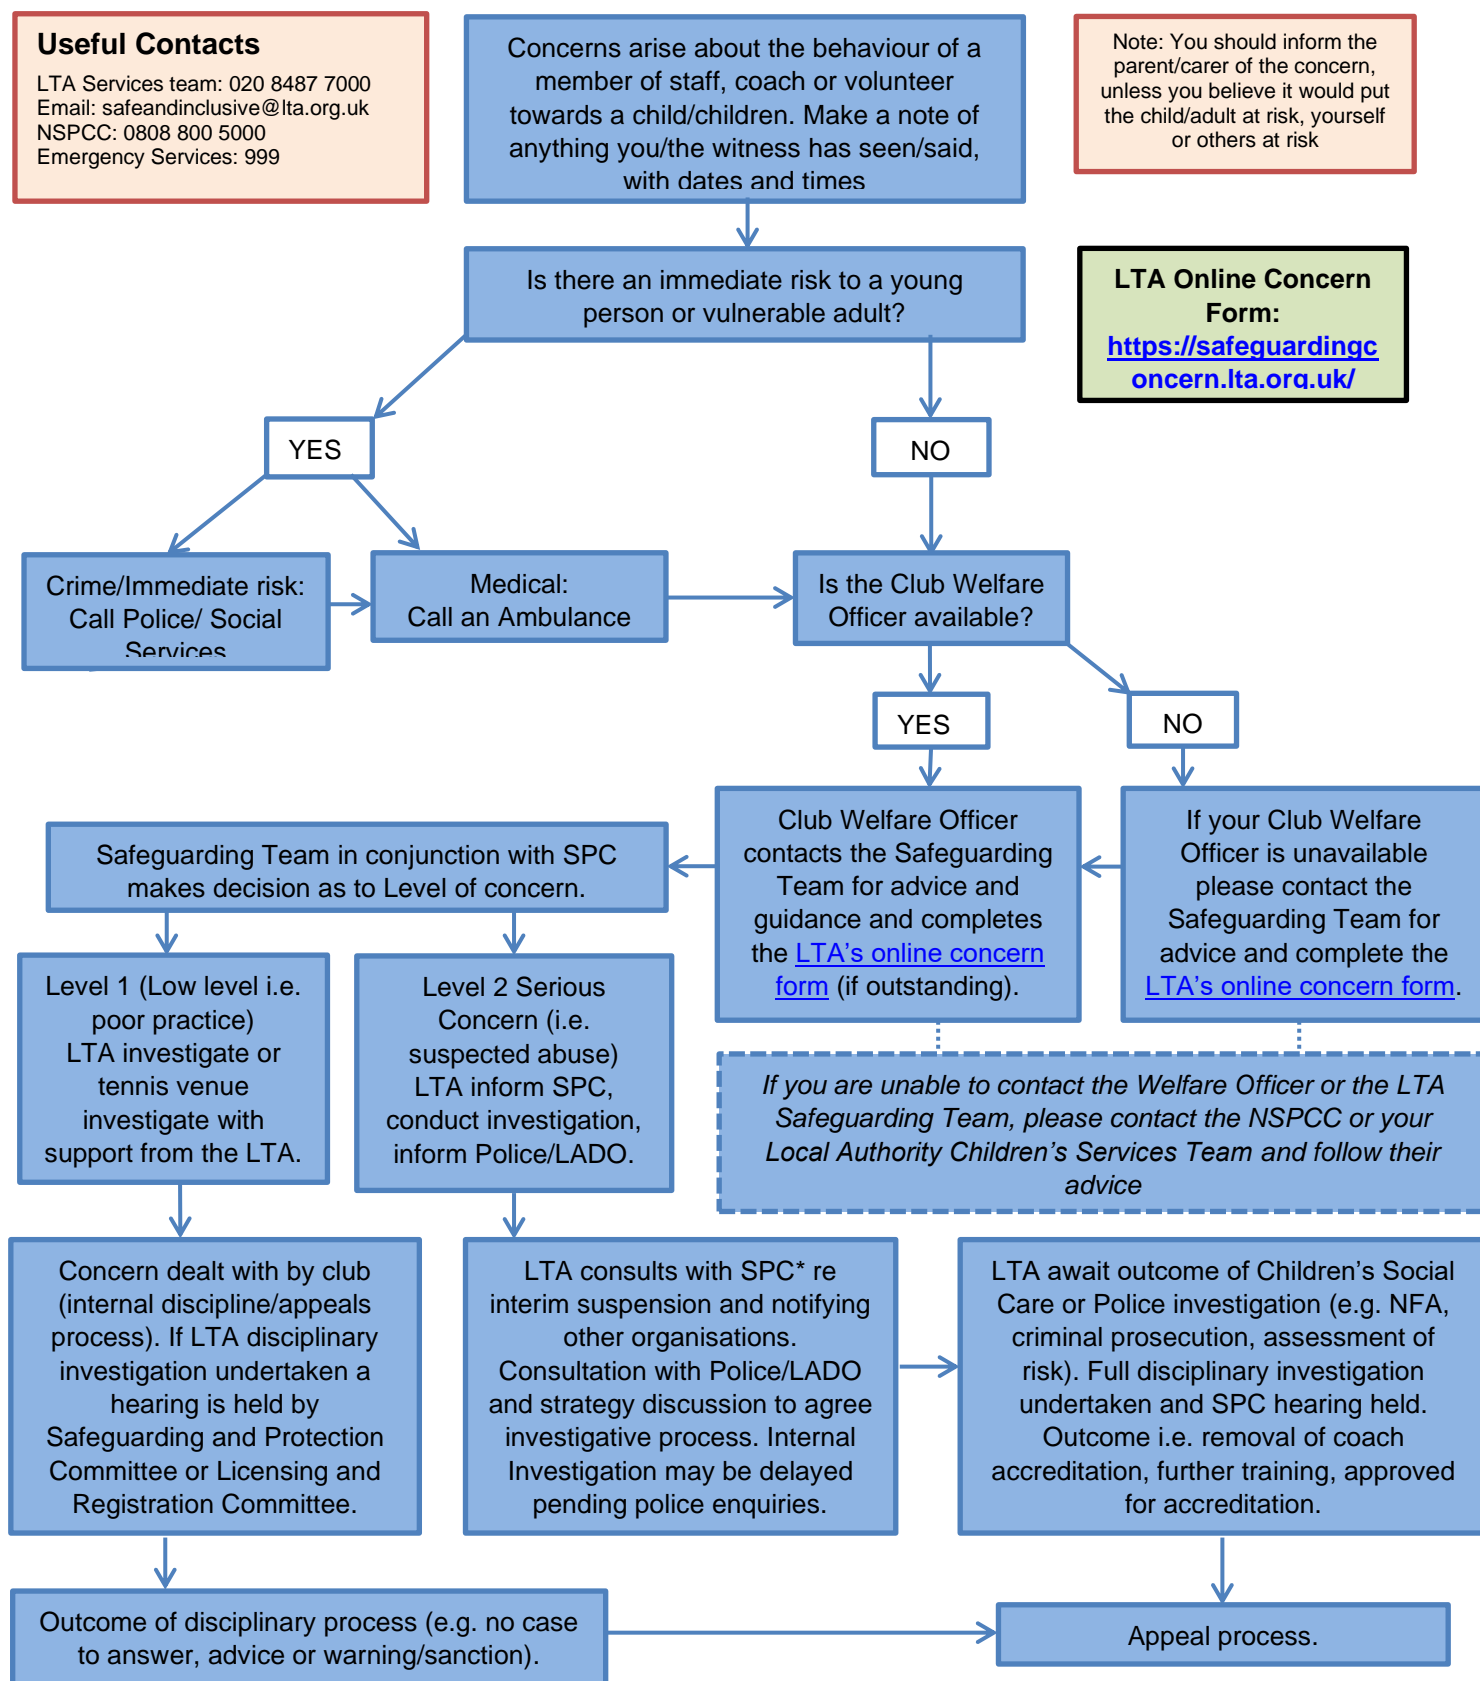 Useful Contacts
LTA Services team: 020 8487 7000
Email: safeandinclusive@lta.org.uk
NSPCC: 0808 800 5000
Emergency Services: 999
Concerns arise about the behaviour of a
member of staff, coach or volunteer
towards a child/children. Make a note of
anything you/the witness has seen/said,
with dates and times
Note: You should inform the
parent/carer of the concern,
unless you believe it would put
the child/adult at risk, yourself
or others at risk
Is there an immediate risk to a young
person or vulnerable adult?
LTA Online Concern
Form:
https://safeguardingc
oncern.lta.org.uk/
YES
NO
Crime/Immediate risk:
Call Police/ Social
Services
Medical:
Call an Ambulance
Is the Club Welfare
Officer available?
YES
NO
Safeguarding Team in conjunction with SPC
makes decision as to Level of concern.
Club Welfare Officer
contacts the Safeguarding
Team for advice and
guidance and completes
the LTA’s online concern
form (if outstanding).
If your Club Welfare
Officer is unavailable
please contact the
Safeguarding Team for
advice and complete the
LTA’s online concern form.
Level 1 (Low level i.e.
poor practice)
LTA investigate or
tennis venue
investigate with
support from the LTA.
Level 2 Serious
Concern (i.e.
suspected abuse)
LTA inform SPC,
conduct investigation,
inform Police/LADO.
If you are unable to contact the Welfare Officer or the LTA
Safeguarding Team, please contact the NSPCC or your
Local Authority Children’s Services Team and follow their
advice
Concern dealt with by club
(internal discipline/appeals
process). If LTA disciplinary
investigation undertaken a
hearing is held by
Safeguarding and Protection
Committee or Licensing and
Registration Committee.
LTA consults with SPC* re
interim suspension and notifying
other organisations.
Consultation with Police/LADO
and strategy discussion to agree
investigative process. Internal
Investigation may be delayed
pending police enquiries.
LTA await outcome of Children’s Social
Care or Police investigation (e.g. NFA,
criminal prosecution, assessment of
risk). Full disciplinary investigation
undertaken and SPC hearing held.
Outcome i.e. removal of coach
accreditation, further training, approved
for accreditation.
Outcome of disciplinary process (e.g. no case
to answer, advice or warning/sanction).
Appeal process.